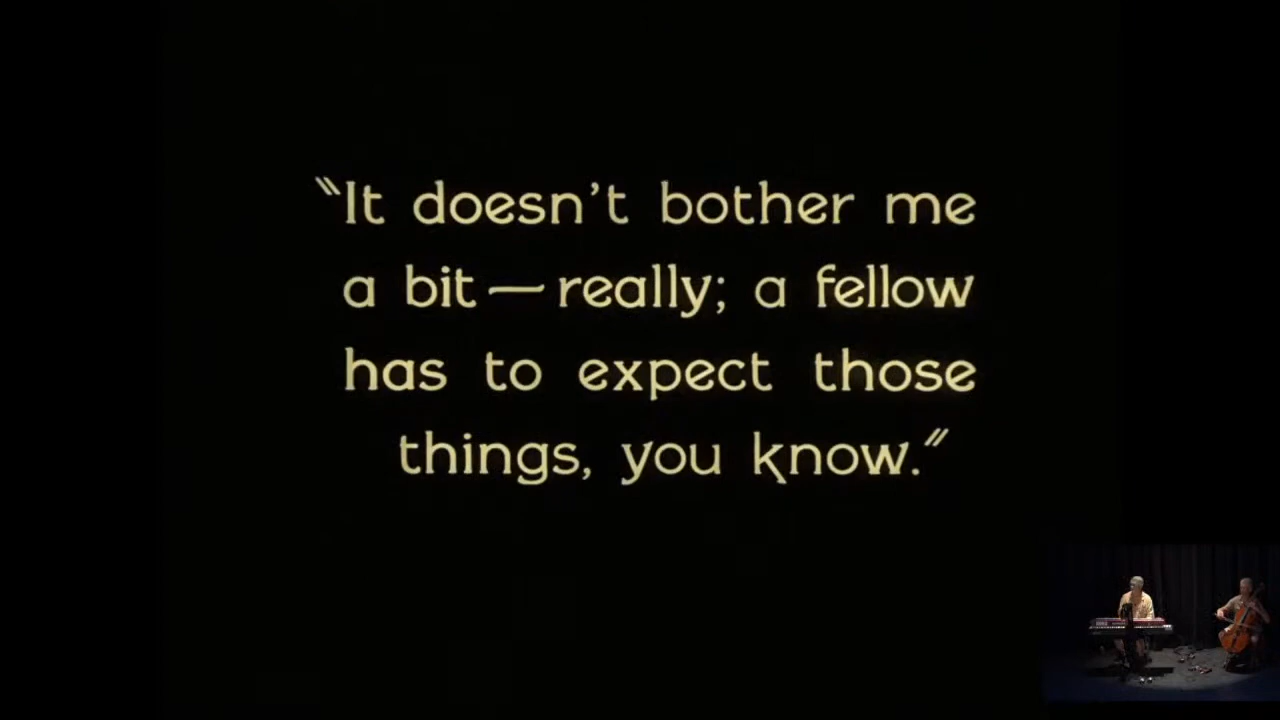 "It doesn't bother me
a bit — really; a fellow
has to expect those
things, you know."